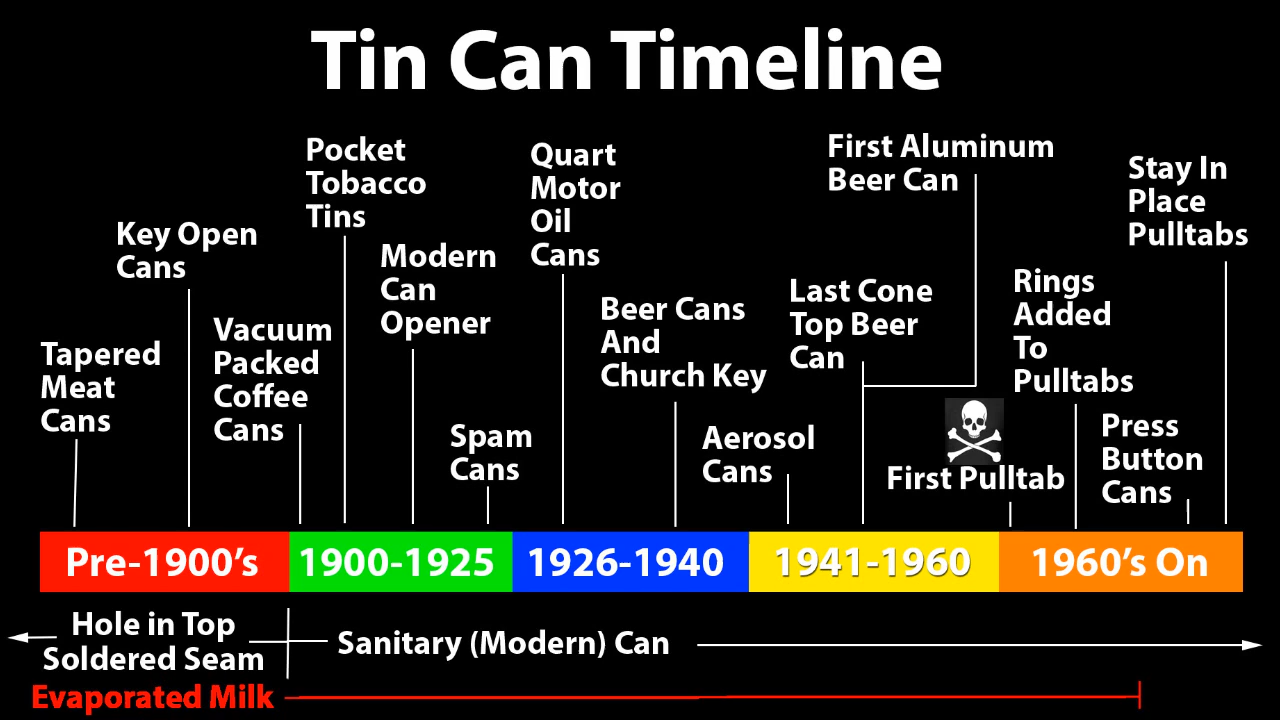 Tin Can Timeline
Tapered
Meat
Cans
Key Open
Cans
Vacuum
Packed
Coffee
Cans
Pocket
Tobacco
Tins
Modern
Can
Opener
Spam
Cans
Quart
Motor
Oil
Cans
Beer Cans
And
Church Key
Aerosol
Cans
Last Cone
Top Beer
Can
First Aluminum
Beer Can
First Pulltab
Rings
Added
To
Pulltabs
Press
Button
Cans
Stay In
Place
Pulltabs
Pre-1900's
1900-1925
1926-1940
1941-1960
1960's On
Hole in Top
Soldered Seam
Sanitary (Modern) Can
Evaporated Milk